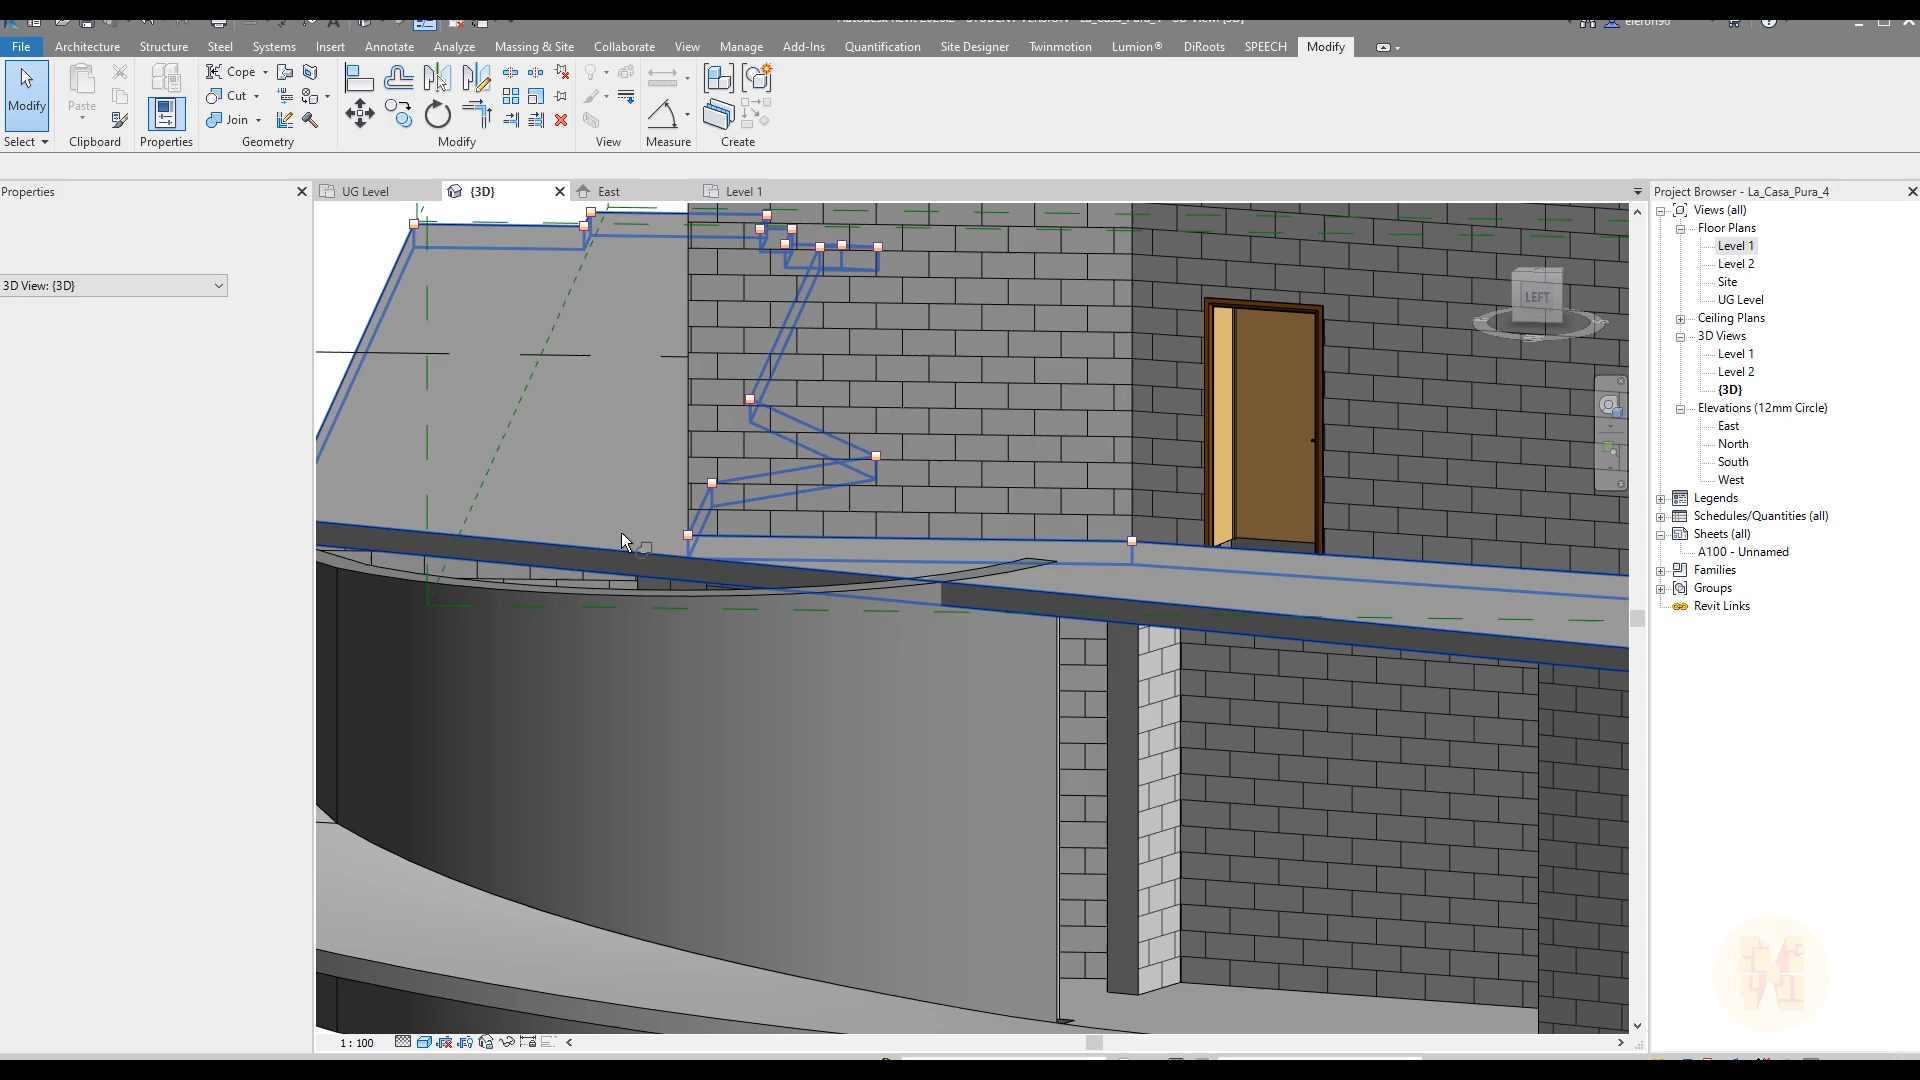 eleron96
File Architecture Structure Steel Systems Insert Annotate Analyze Massing & Site Collaborate View Manage Add-Ins Quantification Site Designer Twinmotion Lumion® DiRoots SPEECH Modify
Modify
Paste
Cope
Cut
Join
Select Clipboard Properties Geometry Modify View Measure Create
Properties
UG Level
{3D}
East
Level 1
Project Browser - La_Casa_Pura_4
3D View: {3D}
LEFT
Views (all)
Floor Plans
Level 1
Level 2
Site
UG Level
Ceiling Plans
3D Views
Level 1
Level 2
{3D}
Elevations (12mm Circle)
East
North
South
West
Legends
Schedules/Quantities (all)
Sheets (all)
A100 - Unnamed
Families
Groups
Revit Links
1 : 100